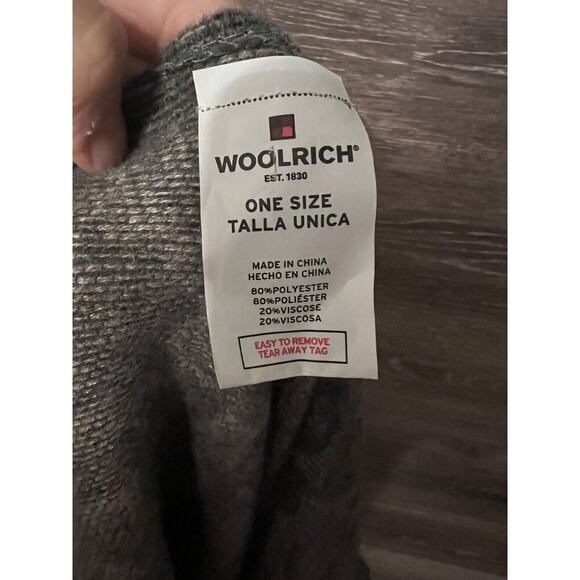 WOOLRICH®
EST. 1830
ONE SIZE
TALLA UNICA
MADE IN CHINA
HECHO EN CHINA
80%POLYESTER
80%POLIÉSTER
20%VISCOSE
20%VISCOSA
EASY TO REMOVE
TEAR AWAY TAG